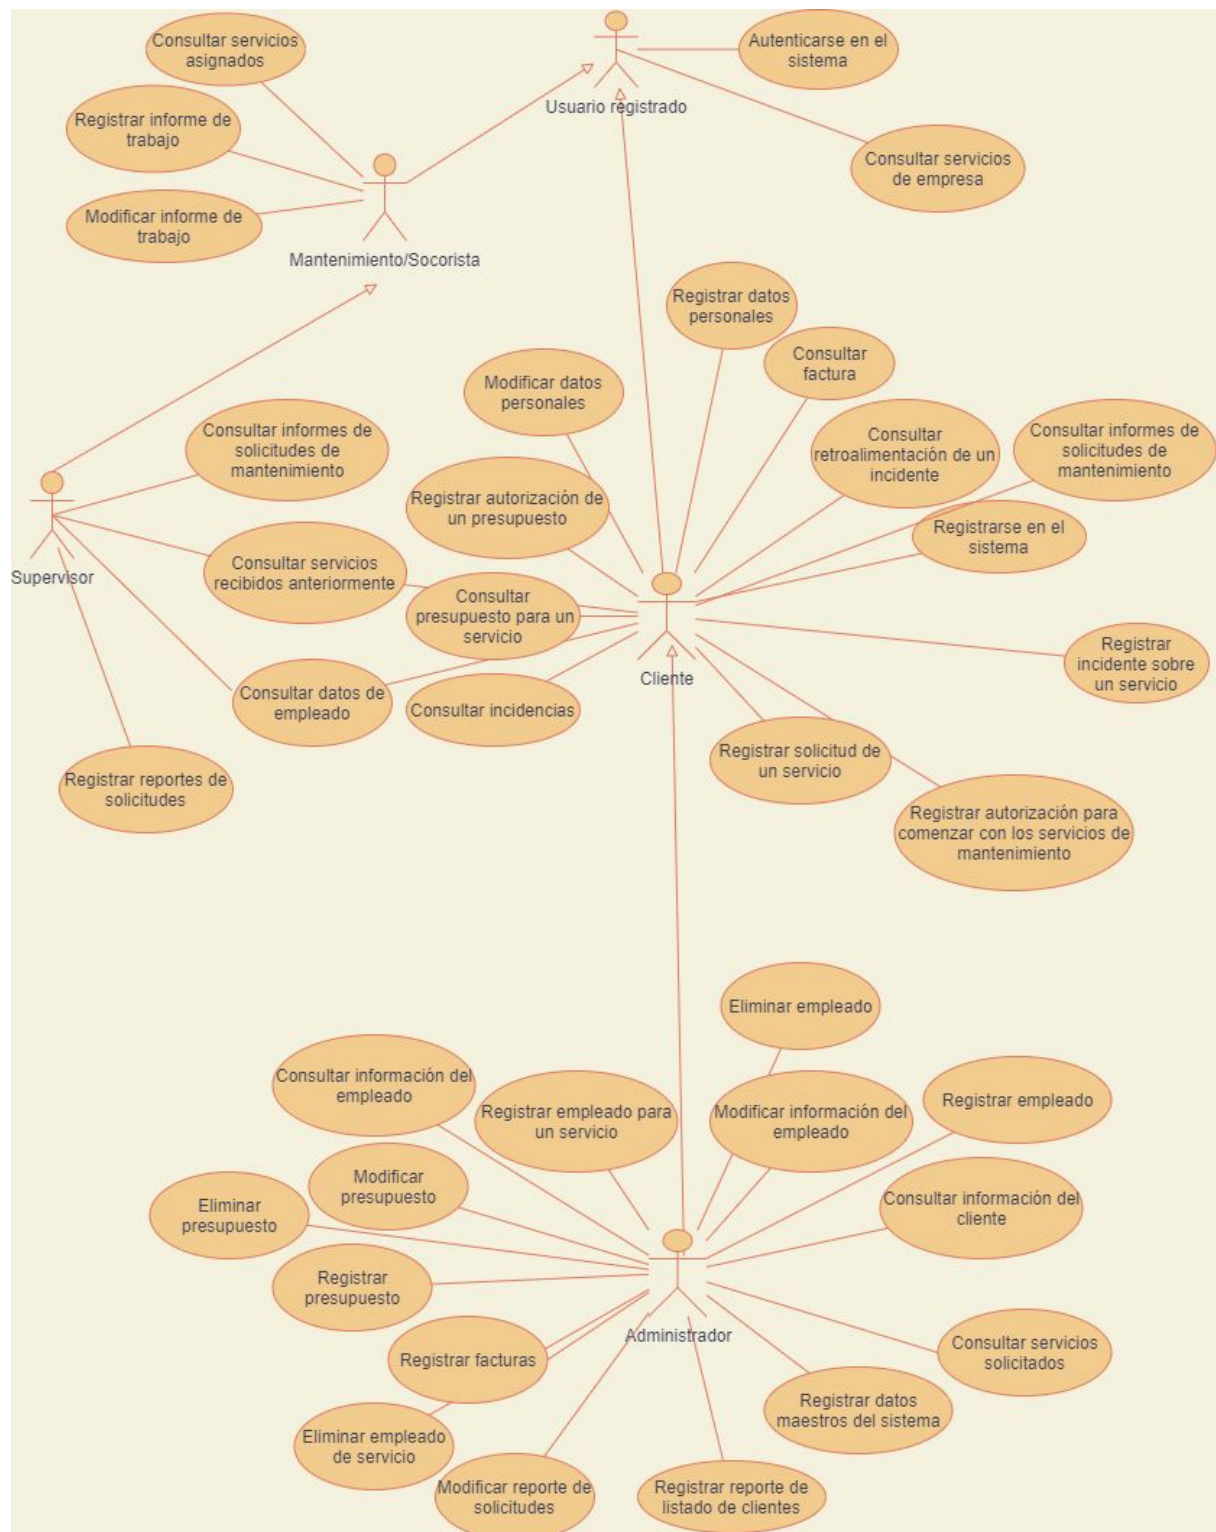 Consultar servicios
asignados
Autenticarse en el
sistema
Usuario registrado
Registrar informe de
trabajo
Consultar servicios
de empresa
Modificar informe de
trabajo
Mantenimiento/Socorista
Registrar datos
personales
Consultar
factura
Modificar datos
personales
Consultar informes de
solicitudes de
mantenimiento
Consultar
retroalimentación de un
incidente
Consultar informes de
solicitudes de
mantenimiento
Registrar autorización de
un presupuesto
Registrarse en el
sistema
Supervisor
Consultar servicios
recibidos anteriormente
Consultar
presupuesto para un
servicio
Cliente
Registrar
incidente sobre
un servicio
Consultar datos de
empleado
Consultar incidencias
Registrar solicitud de
un servicio
Registrar reportes de
solicitudes
Registrar autorización para
comenzar con los servicios de
mantenimiento
Eliminar empleado
Consultar información del
empleado
Registrar empleado para
un servicio
Modificar información del
empleado
Registrar empleado
Modificar
presupuesto
Eliminar
presupuesto
Consultar información del
cliente
Registrar
presupuesto
Administrador
Registrar facturas
Consultar servicios
solicitados
Registrar datos
maestros del sistema
Eliminar empleado
de servicio
Modificar reporte de
solicitudes
Registrar reporte de
listado de clientes